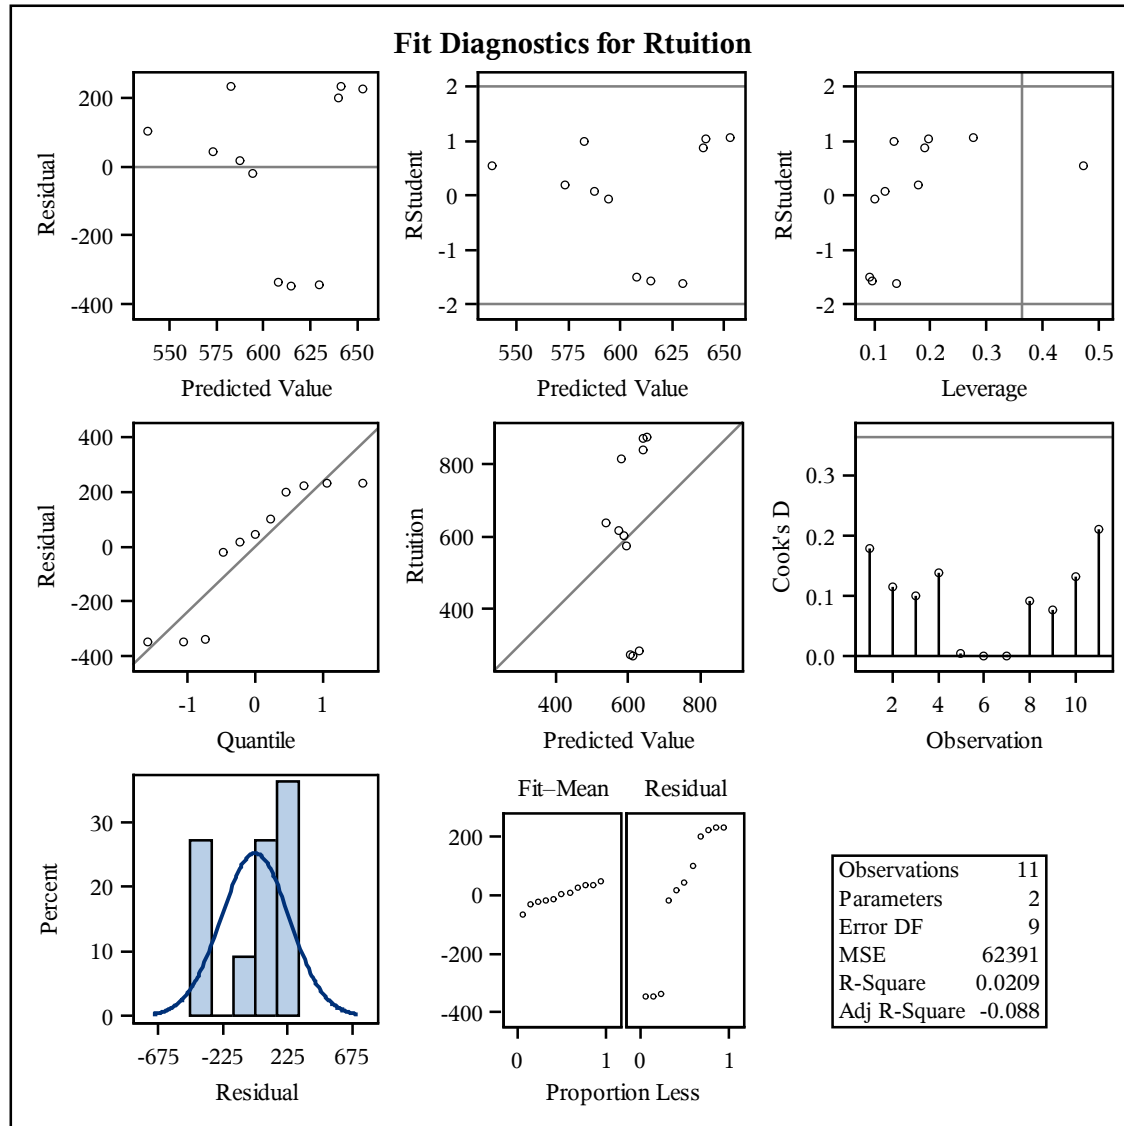 Fit Diagnostics for Rtuition
200
0
-200
-400
Residual
550 575 600 625 650
Predicted Value
2
1
0
-1
-2
RStudent
550 575 600 625 650
Predicted Value
2
1
0
-1
-2
RStudent
0.1 0.2 0.3 0.4 0.5
Leverage
400
200
0
-200
-400
Residual
-1 0 1
Quantile
800
600
400
Rtuition
400 600 800
Predicted Value
0.3
0.2
0.1
0.0
Cook's D
2 4 6 8 10
Observation
30
20
10
0
Percent
-675 -225 225 675
Residual
Fit–Mean Residual
200
0
-200
-400
0 1 0 1
Proportion Less
Observations 11
Parameters 2
Error DF 9
MSE 62391
R-Square 0.0209
Adj R-Square -0.088